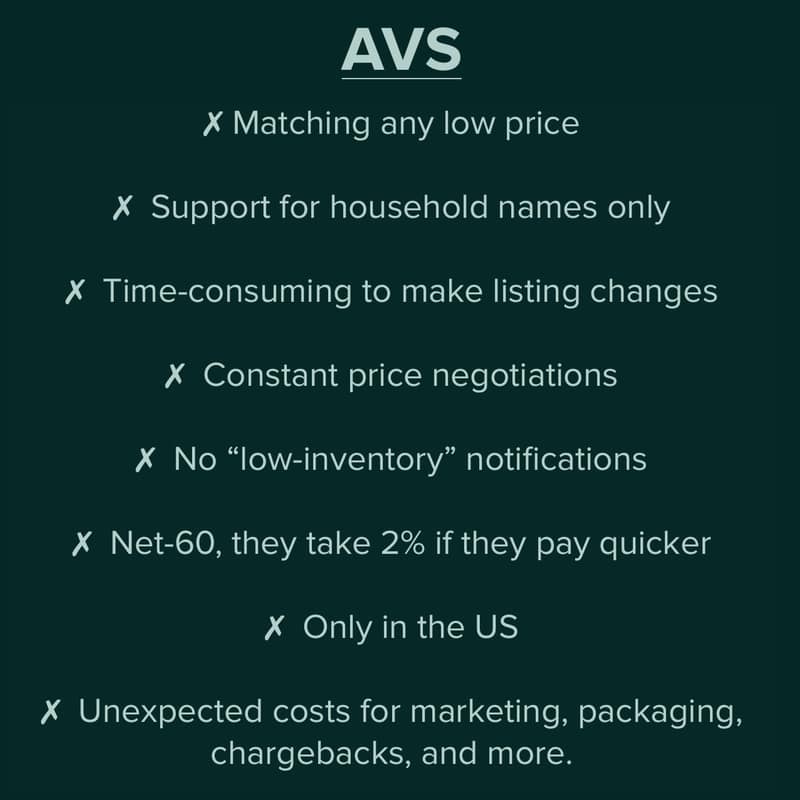 AVS
✗ Matching any low price
✗ Support for household names only
✗ Time-consuming to make listing changes
✗ Constant price negotiations
✗ No “low-inventory” notifications
✗ Net-60, they take 2% if they pay quicker
✗ Only in the US
✗ Unexpected costs for marketing, packaging,
chargebacks, and more.